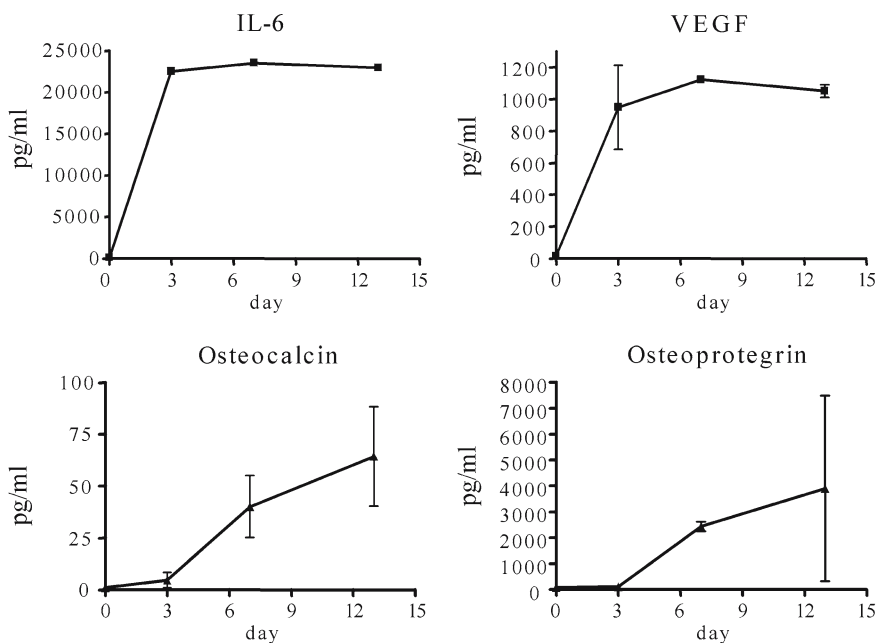 IL-6
25000
20000
15000
10000
5000
0
pg/ml
0 3 6 9 12 15
day
VEGF
1200
1000
800
600
400
200
0
pg/ml
0 3 6 9 12 15
day
Osteocalcin
100
75
50
25
0
pg/ml
0 3 6 9 12 15
day
Osteoprotegrin
8000
7000
6000
5000
4000
3000
2000
1000
0
pg/ml
0 3 6 9 12 15
day